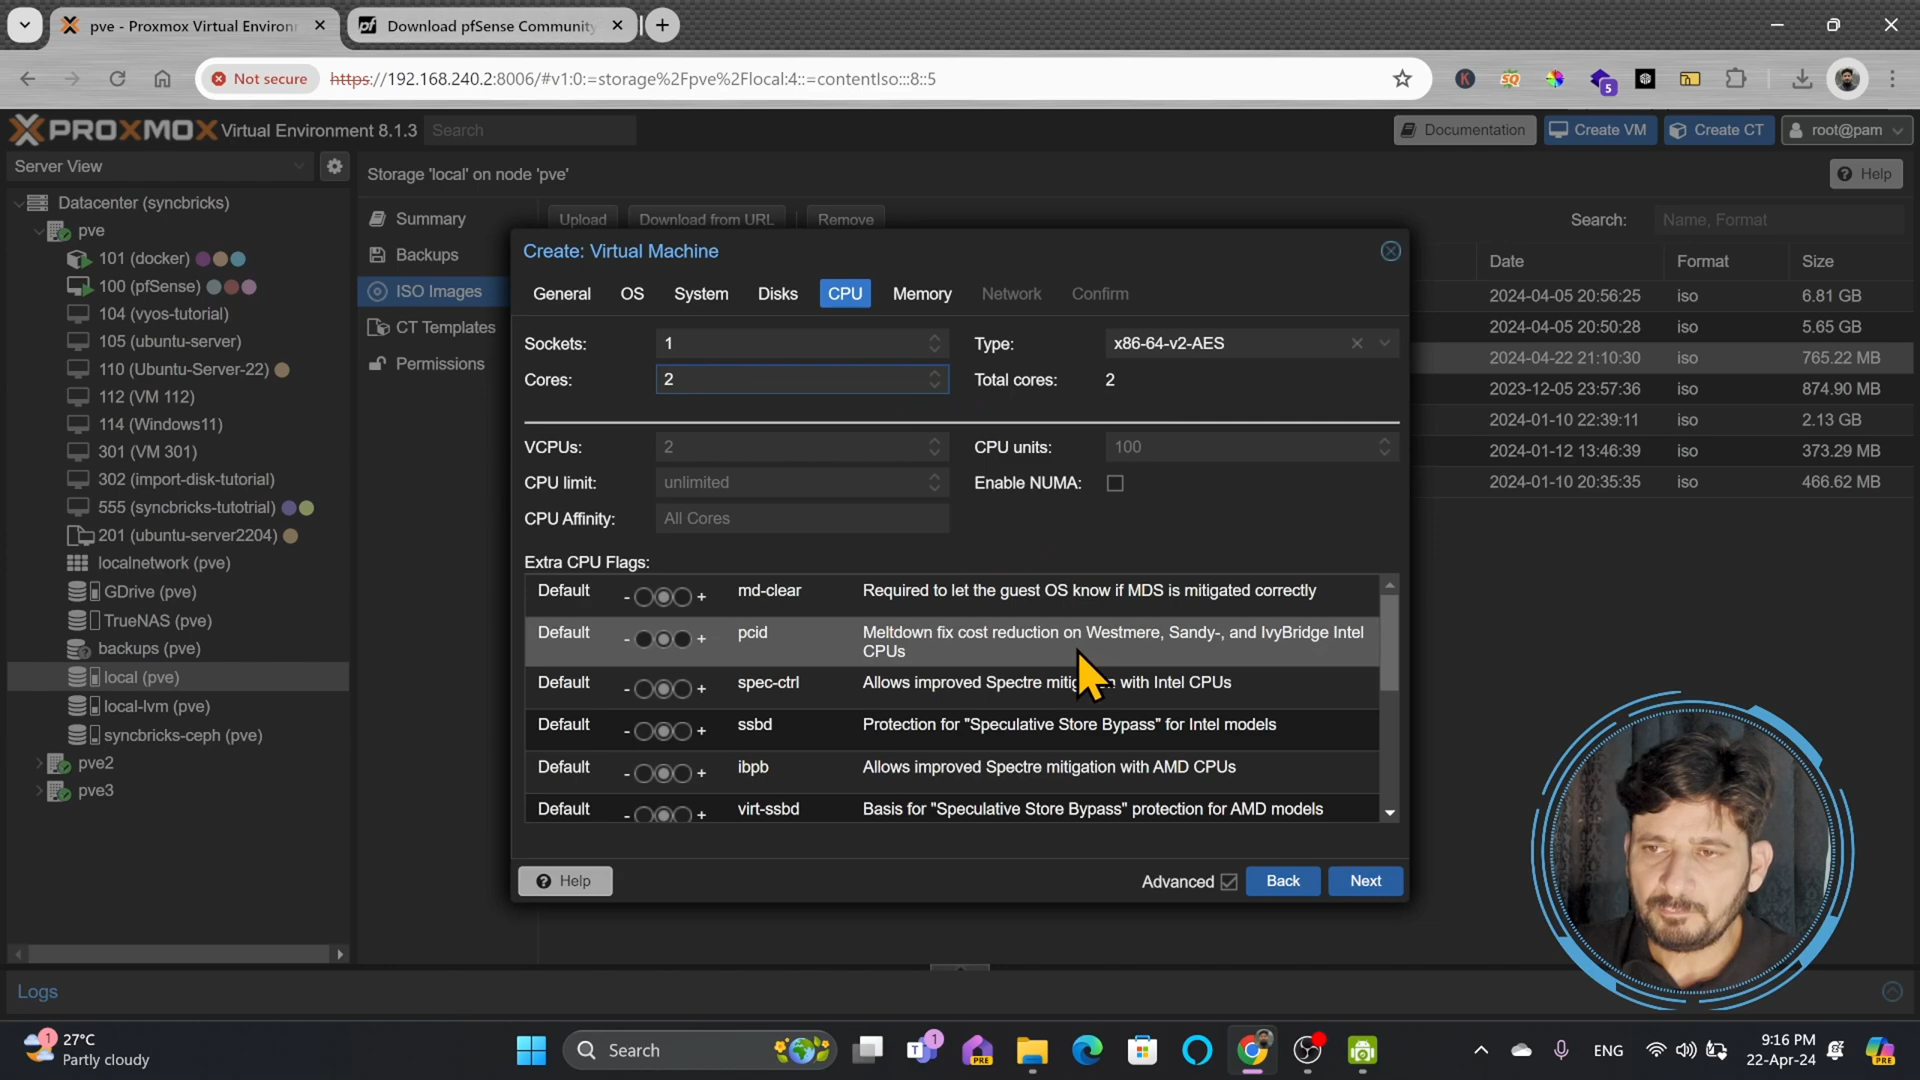 pve - Proxmox Virtual Environ
Download pfSense Community
Not secure
https://192.168.240.2:8006/#v1:0:=storage%2Fpve%2Flocal:4::=contentIso:::8::5
SQ
K
5
PROXMOX Virtual Environment 8.1.3
Search
Documentation
Create VM
Create CT
root@pam
Server View
Storage 'local' on node 'pve'
Help
Datacenter (syncbricks)
pve
101 (docker)
100 (pfSense)
104 (vyos-tutorial)
105 (ubuntu-server)
110 (Ubuntu-Server-22)
112 (VM 112)
114 (Windows11)
301 (VM 301)
302 (import-disk-tutorial)
555 (syncbricks-tutotrial)
201 (ubuntu-server2204)
localnetwork (pve)
GDrive (pve)
TrueNAS (pve)
backups (pve)
local (pve)
local-lvm (pve)
syncbricks-ceph (pve)
pve2
pve3
Summary
Backups
ISO Images
CT Templates
Permissions
Upload
Download from URL
Remove
Search:
Name, Format
Date Format Size
2024-04-05 20:56:25 iso 6.81 GB
2024-04-05 20:50:28 iso 5.65 GB
2024-04-22 21:10:30 iso 765.22 MB
2023-12-05 23:57:36 iso 874.90 MB
2024-01-10 22:39:11 iso 2.13 GB
2024-01-12 13:46:39 iso 373.29 MB
2024-01-10 20:35:35 iso 466.62 MB
Create: Virtual Machine
General OS System Disks CPU Memory Network Confirm
Sockets: 1 Type: x86-64-v2-AES
Cores: 2 Total cores: 2
VCPUs: 2 CPU units: 100
CPU limit: unlimited Enable NUMA:
CPU Affinity: All Cores
Extra CPU Flags:
Default - + md-clear Required to let the guest OS know if MDS is mitigated correctly
Default - + pcid Meltdown fix cost reduction on Westmere, Sandy-, and IvyBridge Intel
CPUs
Default - + spec-ctrl Allows improved Spectre mitig with Intel CPUs
Default - + ssbd Protection for "Speculative Store Bypass" for Intel models
Default - + ibpb Allows improved Spectre mitigation with AMD CPUs
Default - + virt-ssbd Basis for "Speculative Store Bypass" protection for AMD models
Help
Advanced
Back
Next
Logs
1
27°C
Partly cloudy
Search
1
PRE
ENG
9:16 PM
22-Apr-24
PRE